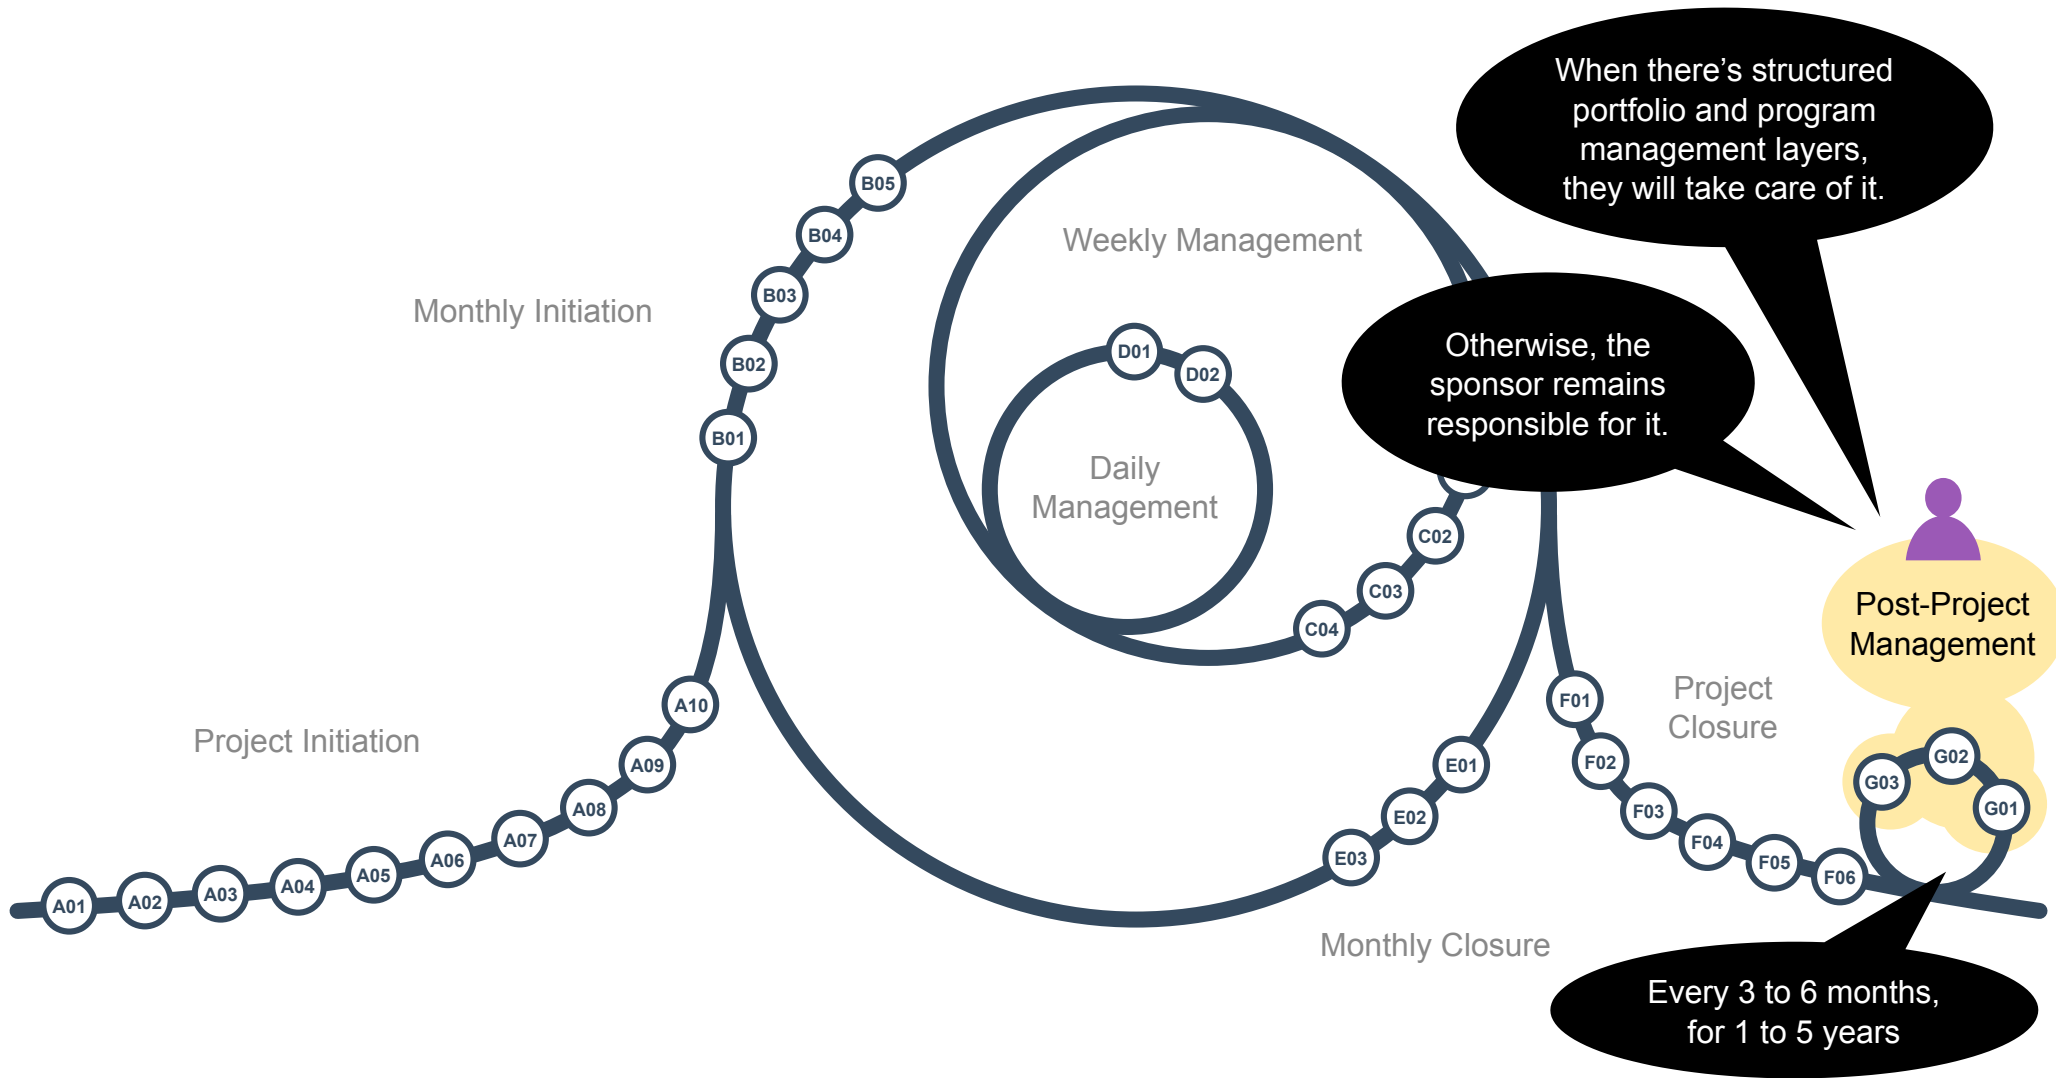 When there’s structured
portfolio and program
management layers,
they will take care of it.
Otherwise, the
sponsor remains
responsible for it.
Weekly Management
Monthly Initiation
Daily
Management
Post-Project
Management
Project
Closure
Project Initiation
Monthly Closure
Every 3 to 6 months,
for 1 to 5 years
A01
A02
A03
A04
A05
A06
A07
A08
A09
A10
B01
B02
B03
B04
B05
D01
D02
C02
C03
C04
E01
E02
E03
F01
F02
F03
F04
F05
F06
G01
G02
G03